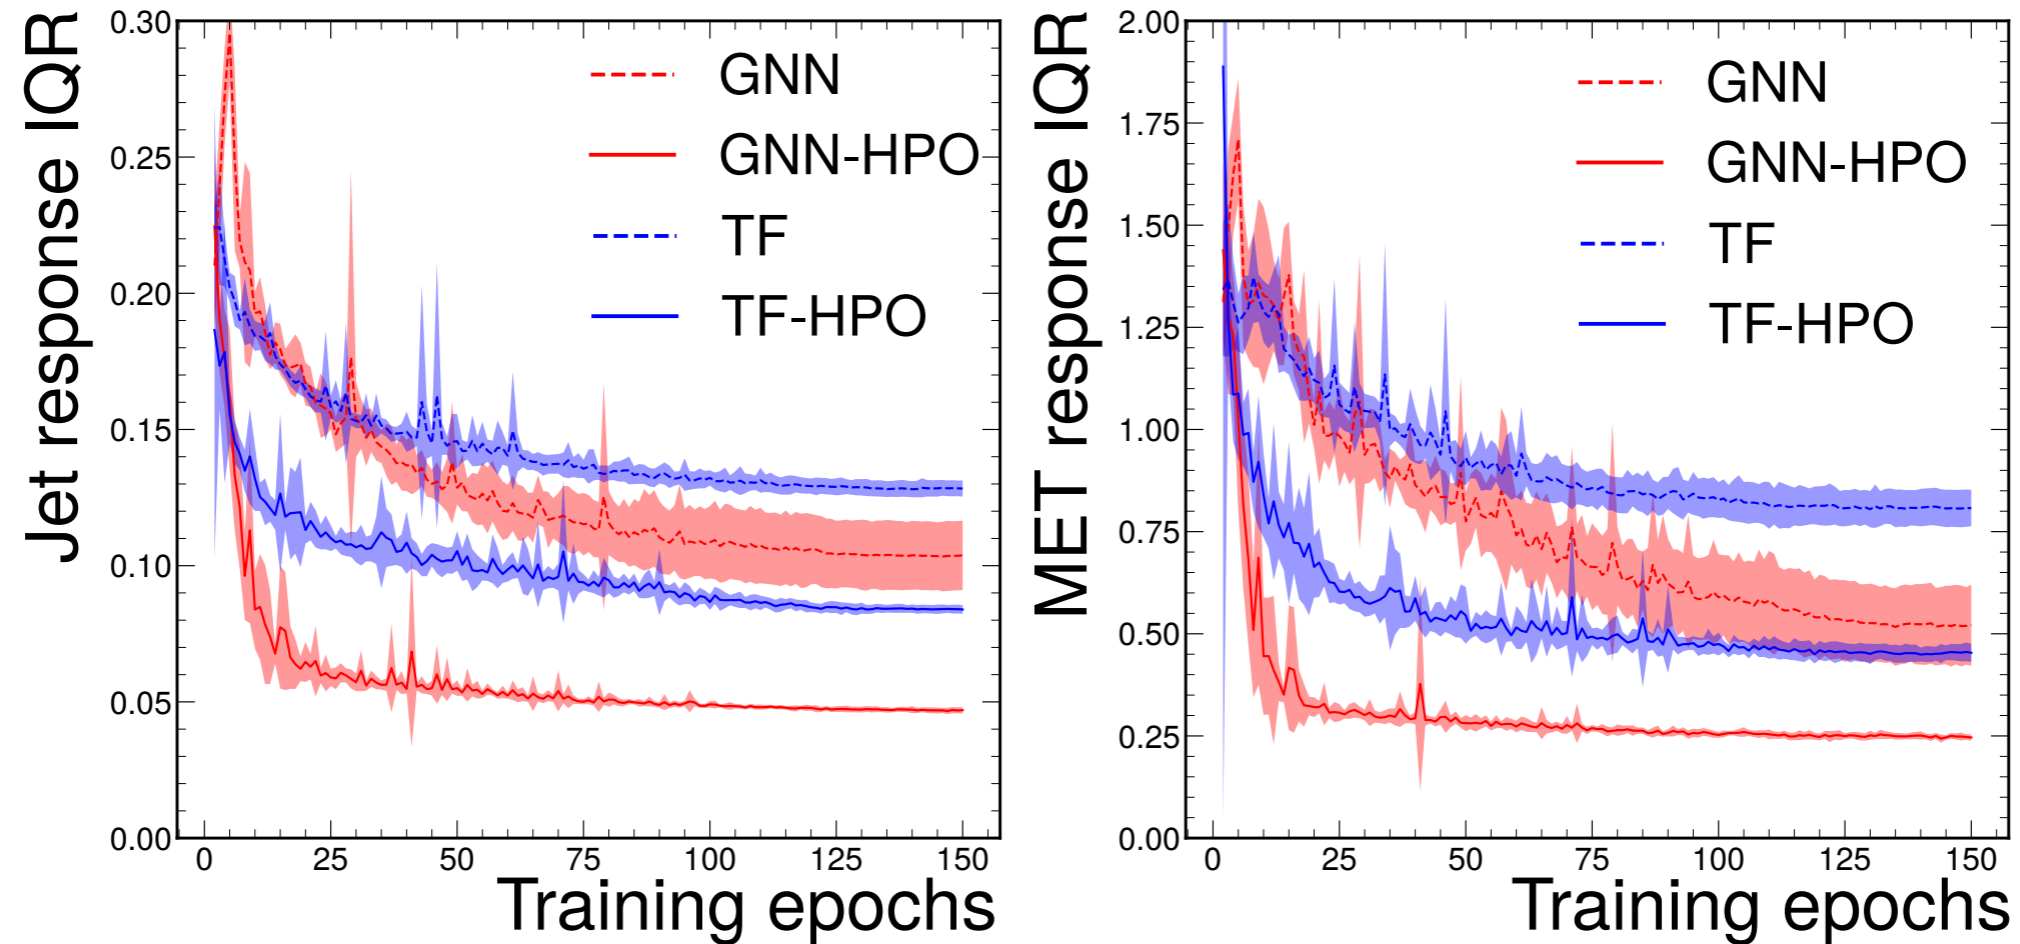 Jet response IQR
0.30
0.25
0.20
0.15
0.10
0.05
0.00
GNN
GNN-HPO
TF
TF-HPO
0 25 50 75 100 125 150
Training epochs
MET response IQR
2.00
1.75
1.50
1.25
1.00
0.75
0.50
0.25
0.00
GNN
GNN-HPO
TF
TF-HPO
0 25 50 75 100 125 150
Training epochs